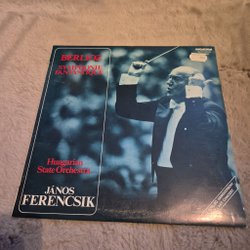 BERLIOZ
SYMPHONIE
FANTASTIQUE
Hungarian
State Orchestra
JÁNOS
FERENCSIK